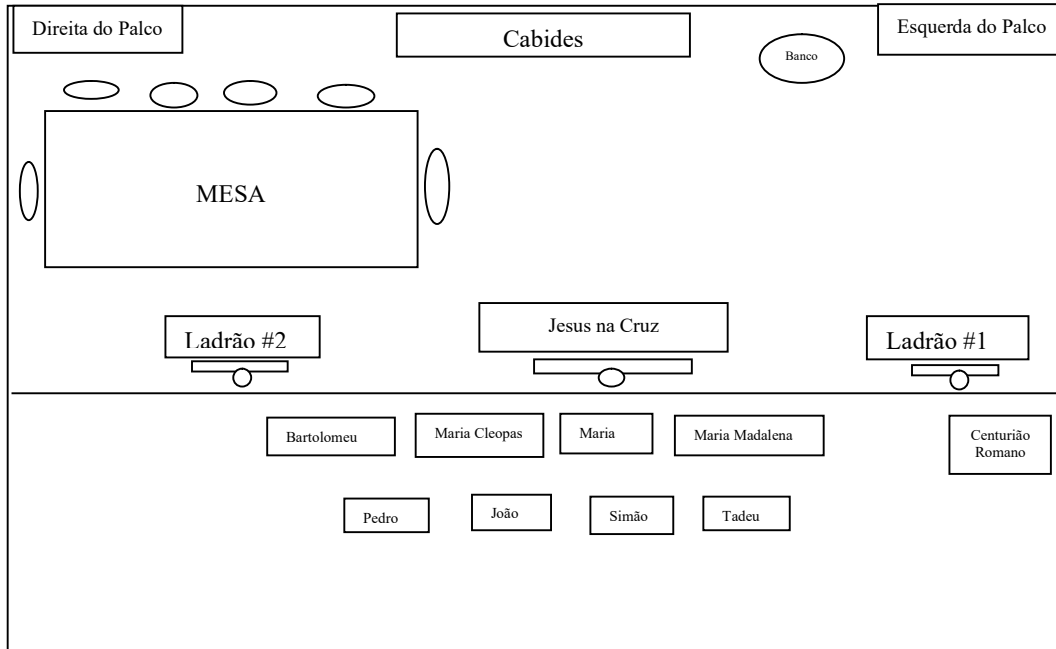 Direita do Palco
Cabides
Esquerda do Palco
Banco
MESA
Ladrão #2
Jesus na Cruz
Ladrão #1
Bartolomeu
Maria Cleopas
Maria
Maria Madalena
Centurião
Romano
Pedro
João
Simão
Tadeu